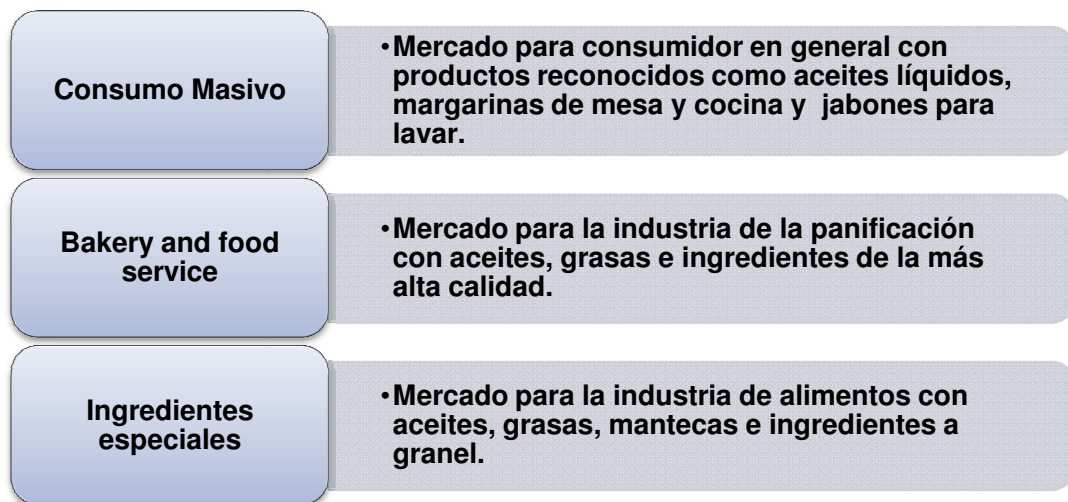 Consumo Masivo
•Mercado para consumidor en general con
productos reconocidos como aceites líquidos,
margarinas de mesa y cocina y  jabones para
lavar.
Bakery and food
service
•Mercado para la industria de la panificación
con aceites, grasas e ingredientes de la más
alta calidad.
Ingredientes
especiales
•Mercado para la industria de alimentos con
aceites, grasas, mantecas e ingredientes a
granel.